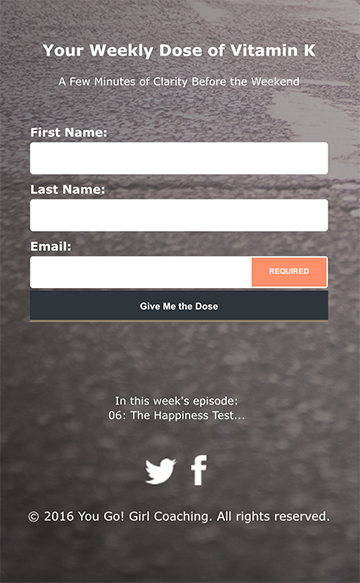 Your Weekly Dose of Vitamin K
A Few Minutes of Clarity Before the Weekend
First Name:
Last Name:
Email:
REQUIRED
Give Me the Dose
In this week's episode:
06: The Happiness Test...
© 2016 You Go! Girl Coaching. All rights reserved.